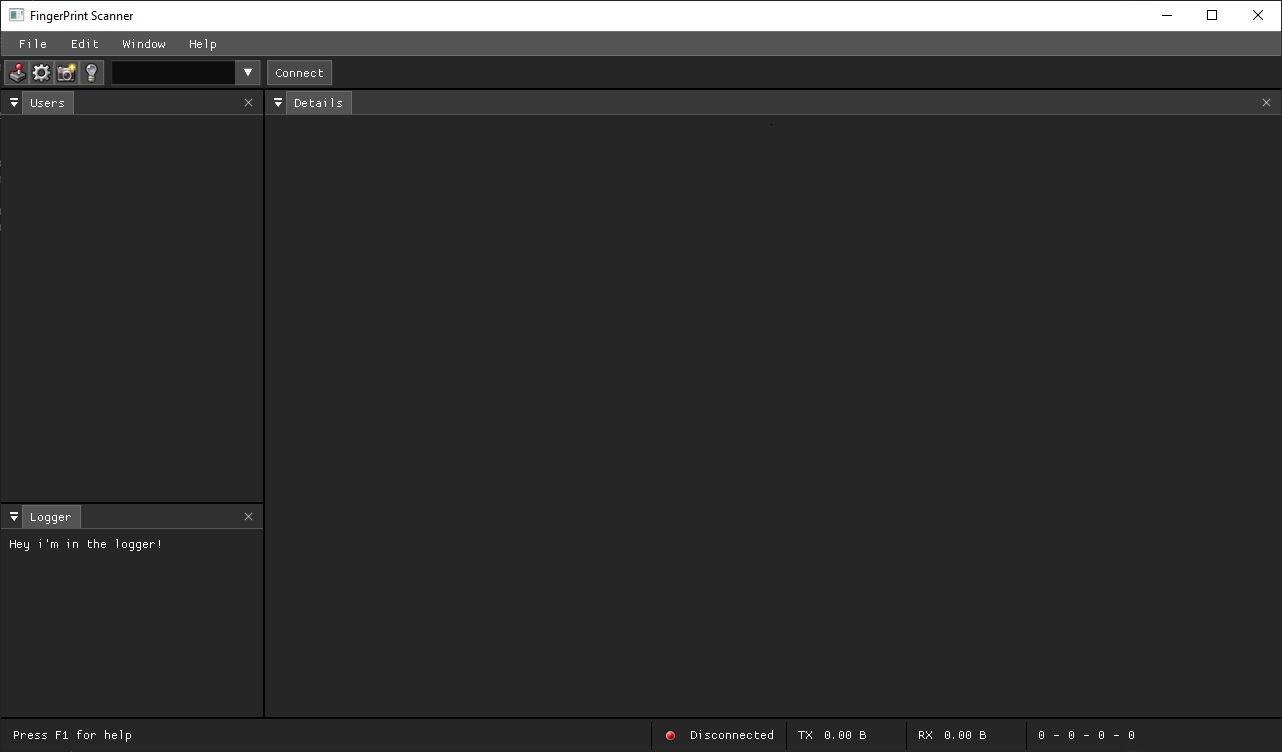 FingerPrint Scanner
File Edit Window Help
Connect
Users
Details
Logger
Hey i'm in the logger!
Press F1 for help
Disconnected
TX 0.00 B
RX 0.00 B
0 - 0 - 0 - 0